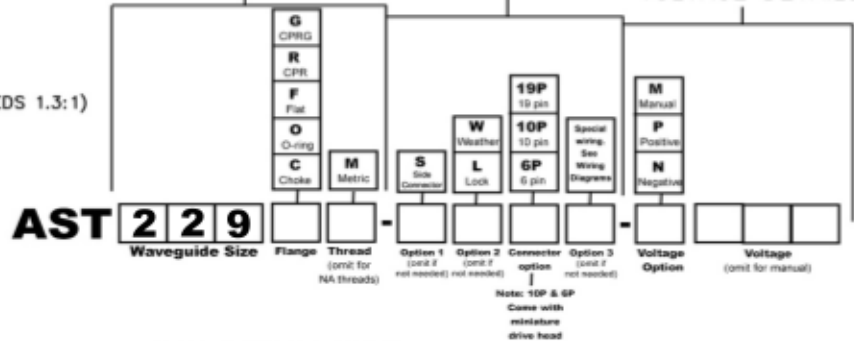 DS 1.3:1)
G
CPRG
R
CPR
F
Flat
O
O-ring
C
Choke
M
Metric
S
Side
Connector
W
Weather
L
Lock
19P
19 pin
10P
10 pin
6P
6 pin
Special
wiring.
See
Wiring
Diagrams
M
Manual
P
Positive
N
Negative
AST 2 2 9 - -
Waveguide Size
Flange
Thread
(omit for
NA threads)
Option 1
(omit if
not needed)
Option 2
(omit if
not needed)
Connector
option
Note: 10P & 6P
Come with
miniature
drive head
Option 3
(omit if
not needed)
Voltage
Option
Voltage
(omit for manual)